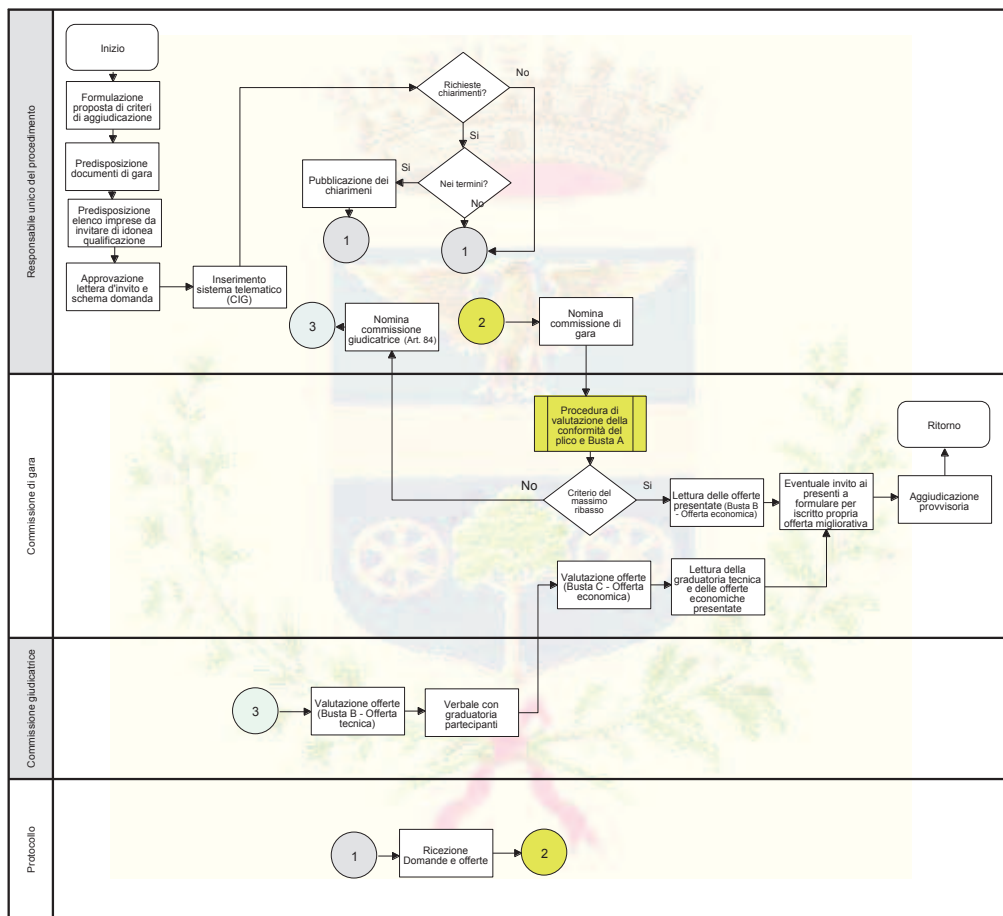 Responsabile unico del procedimento
Inizio
Formulazione
proposta di criteri
di aggiudicazione
Predisposizione
documenti di gara
Predisposizione
elenco imprese da
invitare di idonea
qualificazione
Approvazione
lettera d'invito e
schema domanda
Inserimento
sistema telematico
(CIG)
Richieste
chiarimenti?
No
Si
Nei termini?
Si
No
Pubblicazione dei
chiarimeni
1
1
3
Nomina
commissione
giudicatrice (Art. 84)
2
Nomina
commissione di
gara
Commissione di gara
Procedura di
valutazione della
conformità del
plico e Busta A
No
Criterio del
massimo
ribasso
Si
Lettura delle offerte
presentate (Busta B
- Offerta economica)
Eventuale invito ai
presenti a
formulare per
iscritto propria
offerta migliorativa
Aggiudicazione
provvisoria
Ritorno
Valutazione offerte
(Busta C - Offerta
economica)
Lettura della
graduatoria tecnica
e delle offerte
economiche
presentate
Commissione giudicatrice
3
Valutazione offerte
(Busta B - Offerta
tecnica)
Verbale con
graduatoria
partecipanti
Protocollo
1
Ricezione
Domande e offerte
2